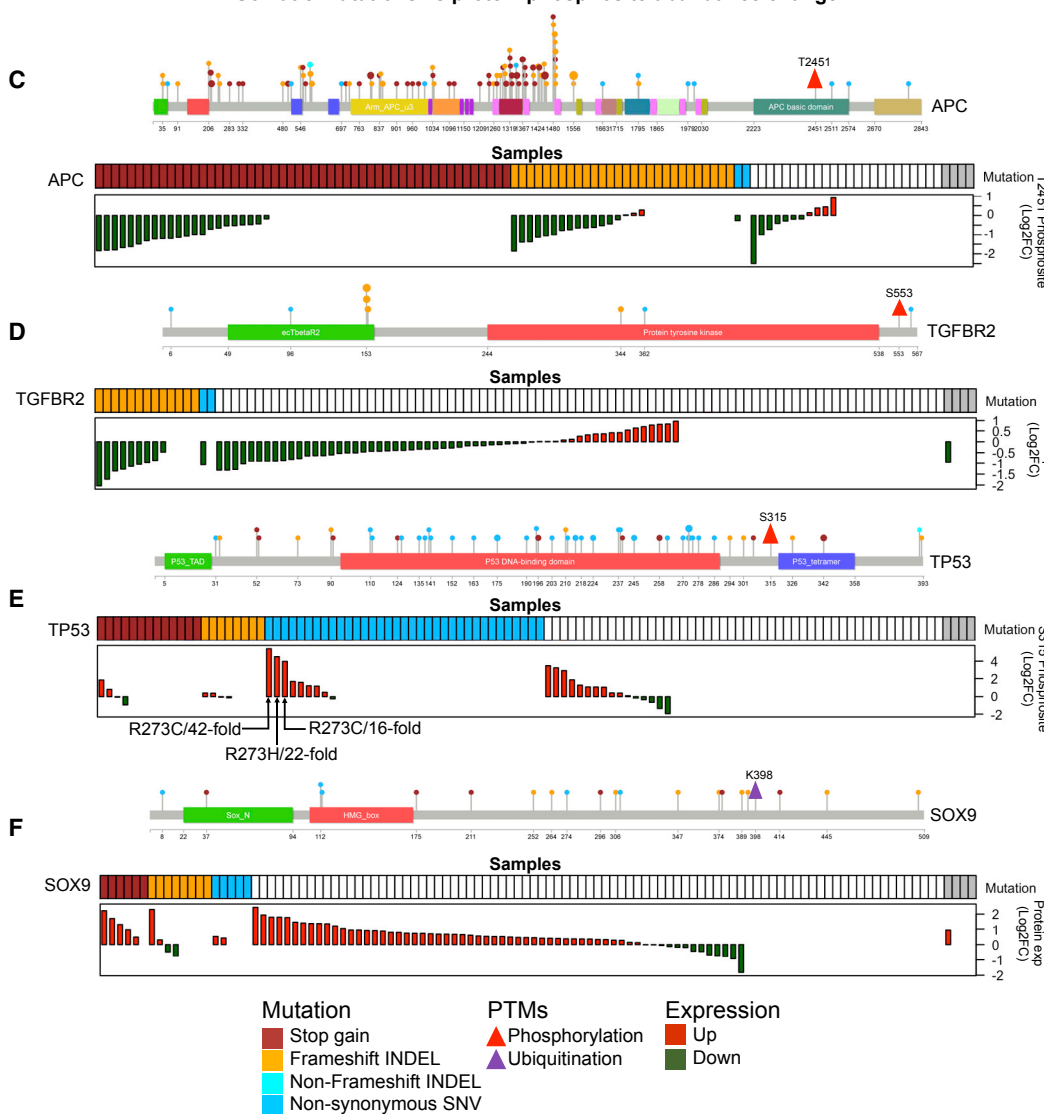 C
T2451
Arm_APC_u3
APC basic domain
APC
35 91 206 283 332 480 546 697 763 835 901 960 1034 1096 1150 1209 1260 1319 1367 1424 1480 1556 1663 1715 1795 1865 1979 2030 2223 2451 2511 2574 2670 2843
Samples
APC
Mutation
T2451 Phosphosite
(Log2FC)
1
0
-1
-2
D
S553
ecTbetaR2
Protein tyrosine kinase
TGFBR2
6 49 96 153 244 344 362 538 553 567
Samples
TGFBR2
Mutation
(Log2FC)
1
0.5
0
-0.5
-1
-1.5
-2
S315
P53_TAD
P53 DNA-binding domain
P53_tetramer
TP53
5 31 52 73 90 110 124 135 141 152 163 175 190 196 203 210 218 224 237 245 258 270 278 286 294 301 315 326 342 358 393
E
Samples
TP53
Mutation
S315 Phosphosite
(Log2FC)
4
2
0
-2
R273C/42-fold
R273C/16-fold
R273H/22-fold
K398
Sox_N
HMG_box
SOX9
8 22 37 94 112 175 211 252 264 274 296 306 347 374 389 398 414 445 509
F
Samples
SOX9
Mutation
Protein exp
(Log2FC)
2
1
0
-1
-2
Mutation
Stop gain
Frameshift INDEL
Non-Frameshift INDEL
Non-synonymous SNV
PTMs
Phosphorylation
Ubiquitination
Expression
Up
Down